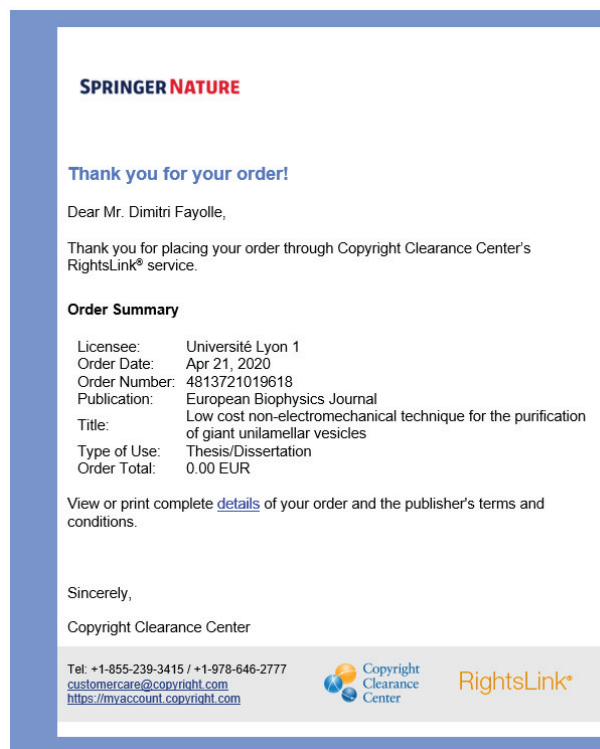 SPRINGER NATURE
Thank you for your order!
Dear Mr. Dimitri Fayolle,
Thank you for placing your order through Copyright Clearance Center's
RightsLink® service.
Order Summary
Licensee: Université Lyon 1
Order Date: Apr 21, 2020
Order Number: 4813721019618
Publication: European Biophysics Journal
Title: Low cost non-electromechanical technique for the purification
of giant unilamellar vesicles
Type of Use: Thesis/Dissertation
Order Total: 0.00 EUR
View or print complete details of your order and the publisher's terms and
conditions.
Sincerely,
Copyright Clearance Center
Tel: +1-855-239-3415 / +1-978-646-2777
customercare@copyright.com
https://myaccount.copyright.com
Copyright
Clearance
Center
RightsLink®